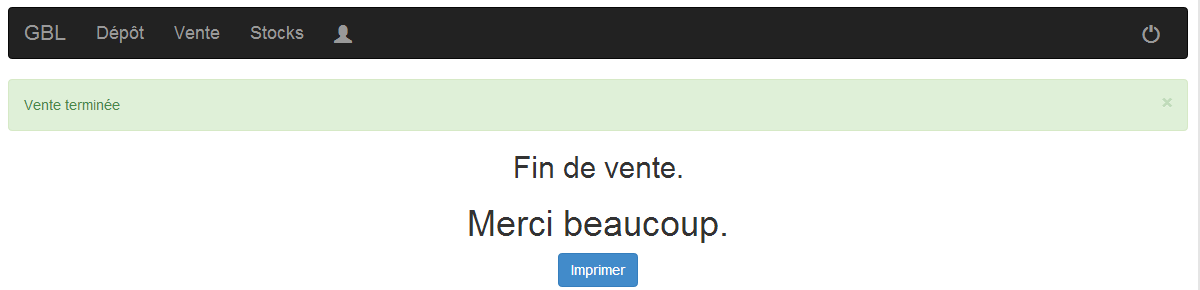 GBL Dépôt Vente Stocks
Vente terminée ×
Fin de vente.
Merci beaucoup.
Imprimer